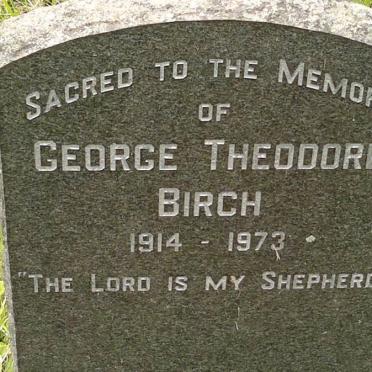 Sacred to the Memor
of
George Theodor
Birch
1914 - 1973
"The Lord is my Shepherd